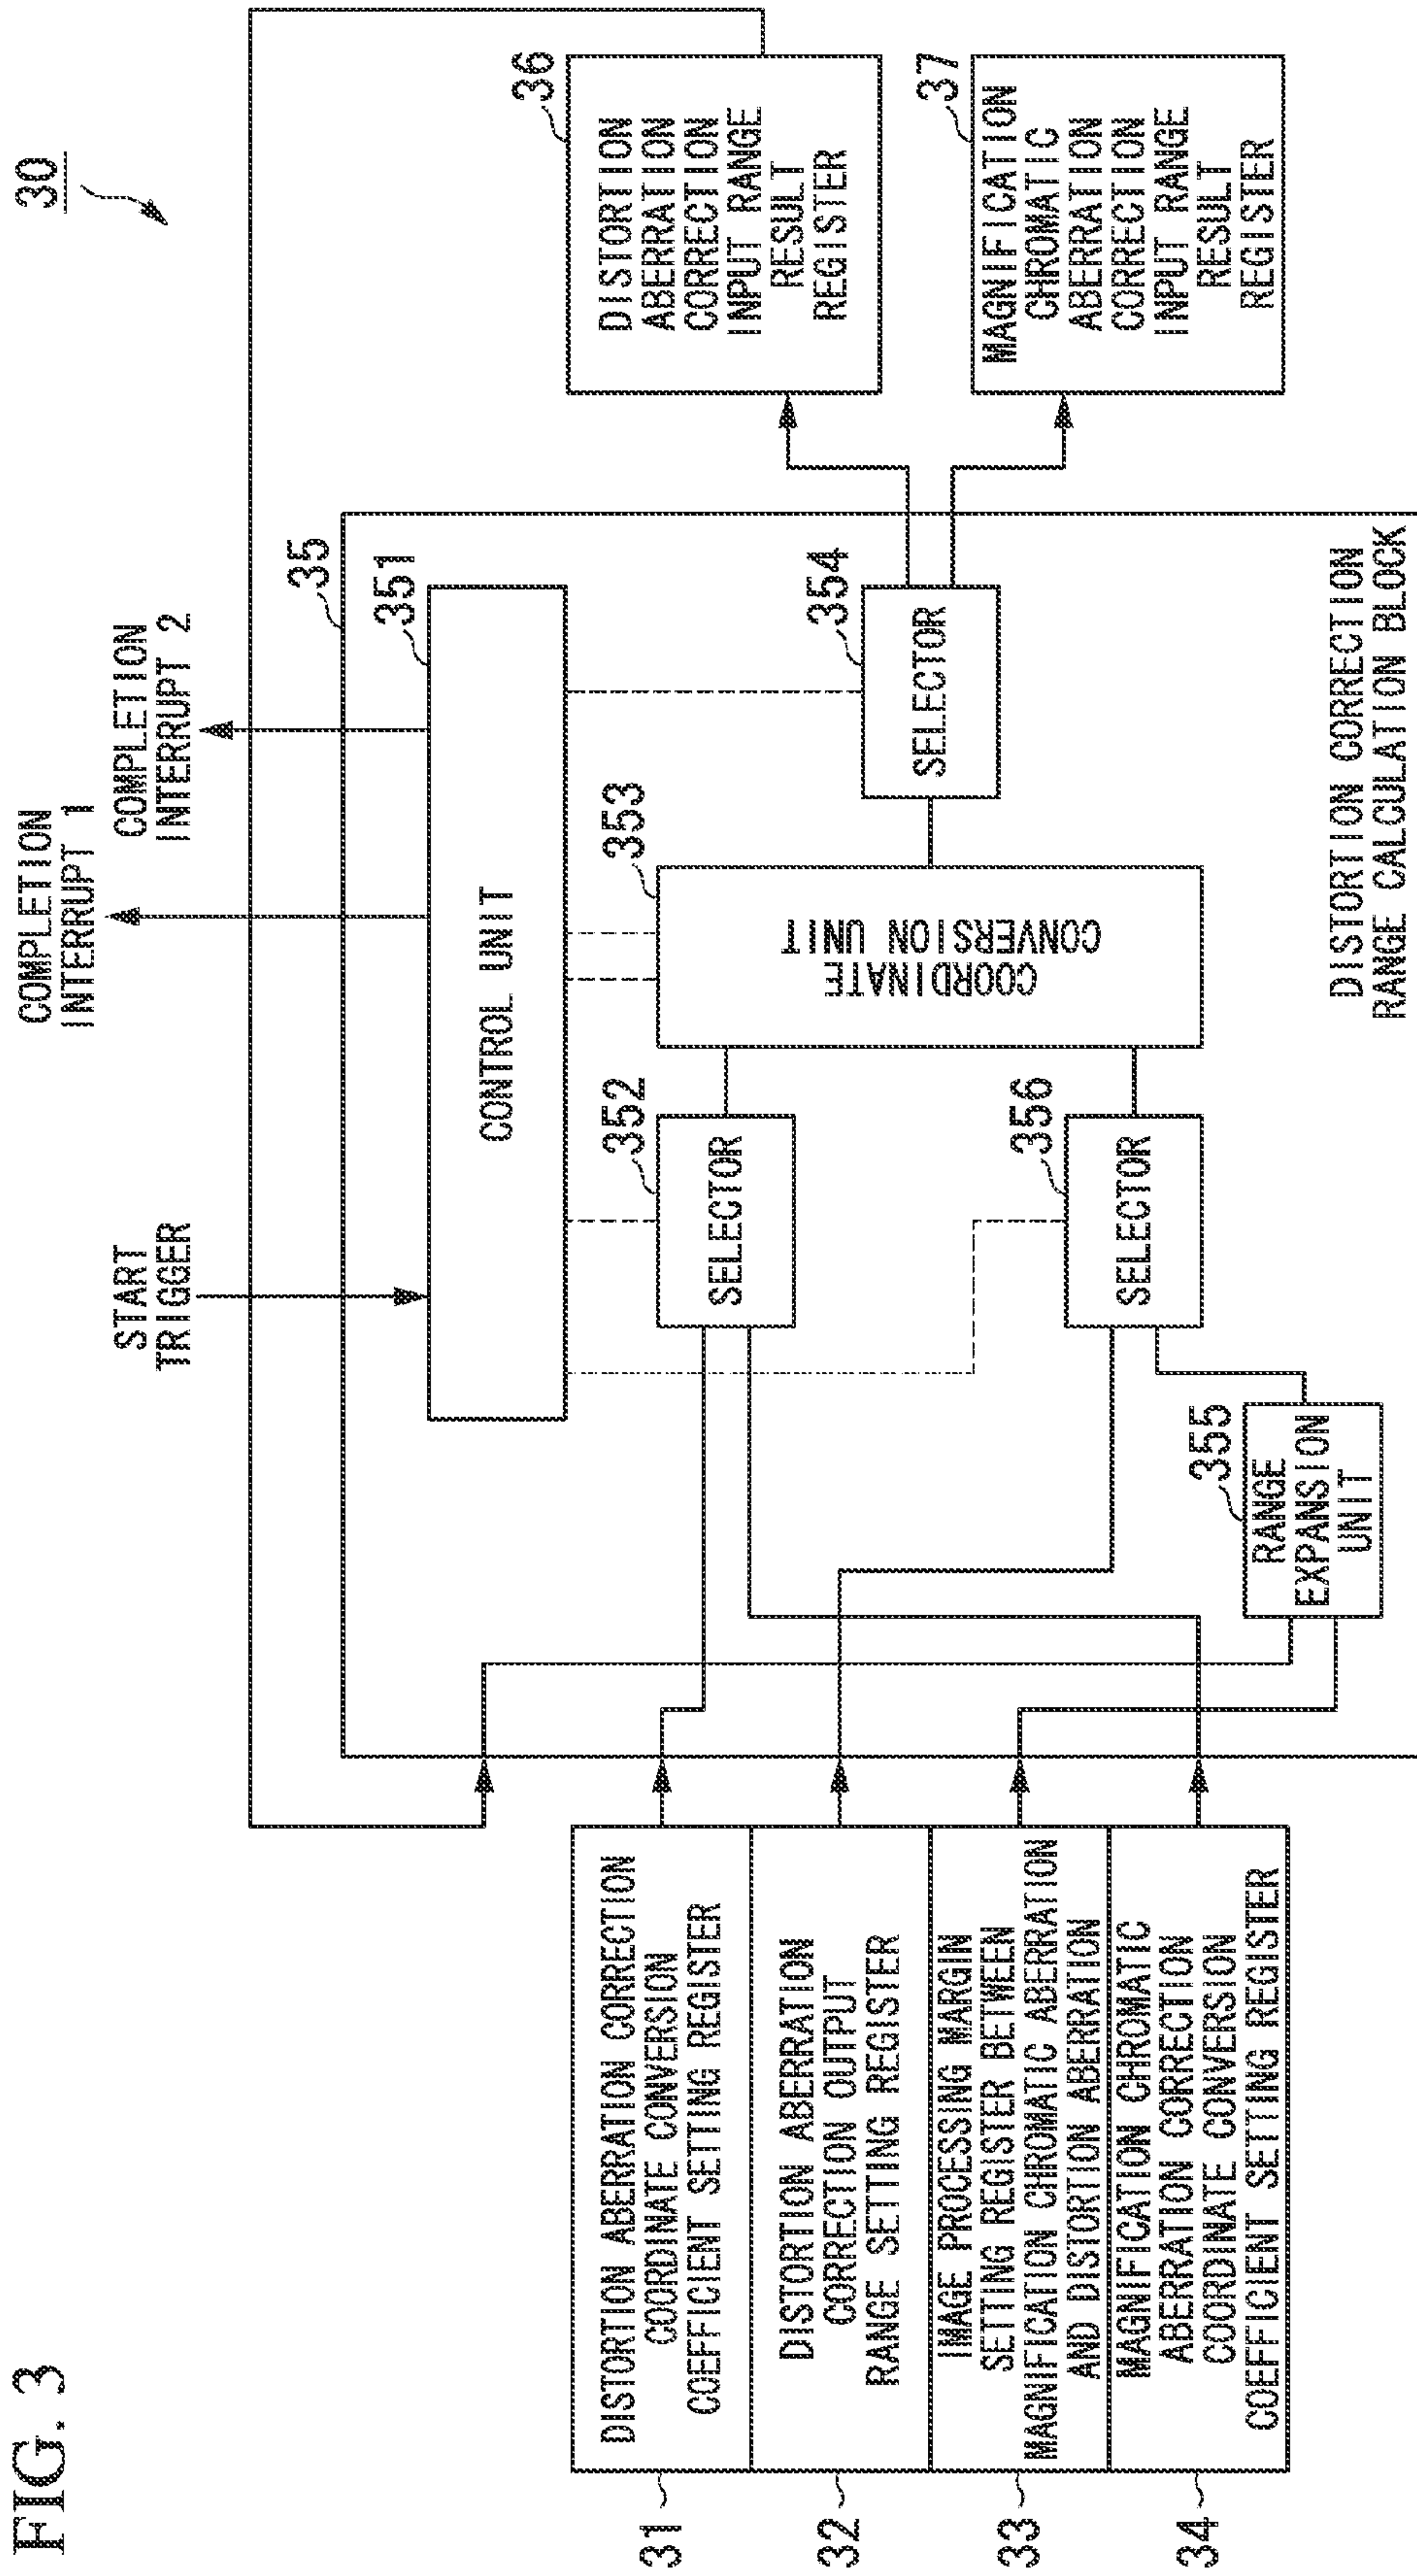 FIG. 3
30
COMPLETION
INTERRUPT 1
START
TRIGGER
COMPLETION
INTERRUPT 2
35
351
CONTROL UNIT
31
DISTORTION ABERRATION CORRECTION
COORDINATE CONVERSION
COEFFICIENT SETTING REGISTER
32
DISTORTION ABERRATION
CORRECTION OUTPUT
RANGE SETTING REGISTER
33
IMAGE PROCESSING MARGIN
SETTING REGISTER BETWEEN
MAGNIFICATION CHROMATIC ABERRATION
AND DISTORTION ABERRATION
34
MAGNIFICATION CHROMATIC
ABERRATION CORRECTION
COORDINATE CONVERSION
COEFFICIENT SETTING REGISTER
352
SELECTOR
353
COORDINATE
CONVERSION UNIT
354
SELECTOR
355
RANGE
EXPANSION
UNIT
356
SELECTOR
36
DISTORTION
ABERRATION
CORRECTION
INPUT RANGE
RESULT
REGISTER
37
MAGNIFICATION
CHROMATIC
ABERRATION
CORRECTION
INPUT RANGE
RESULT
REGISTER
DISTORTION CORRECTION
RANGE CALCULATION BLOCK